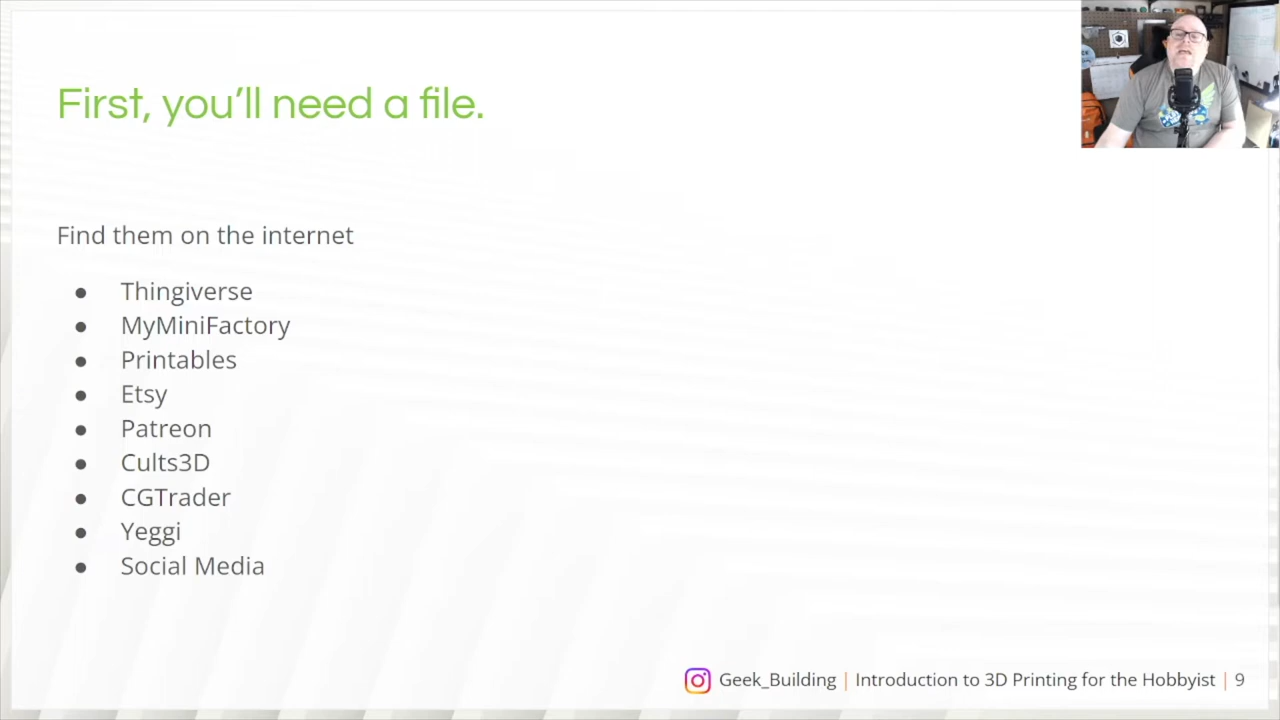 First, you'll need a file.
Find them on the internet
● Thingiverse
● MyMiniFactory
● Printables
● Etsy
● Patreon
● Cults3D
● CGTrader
● Yeggi
● Social Media
Geek_Building | Introduction to 3D Printing for the Hobbyist | 9